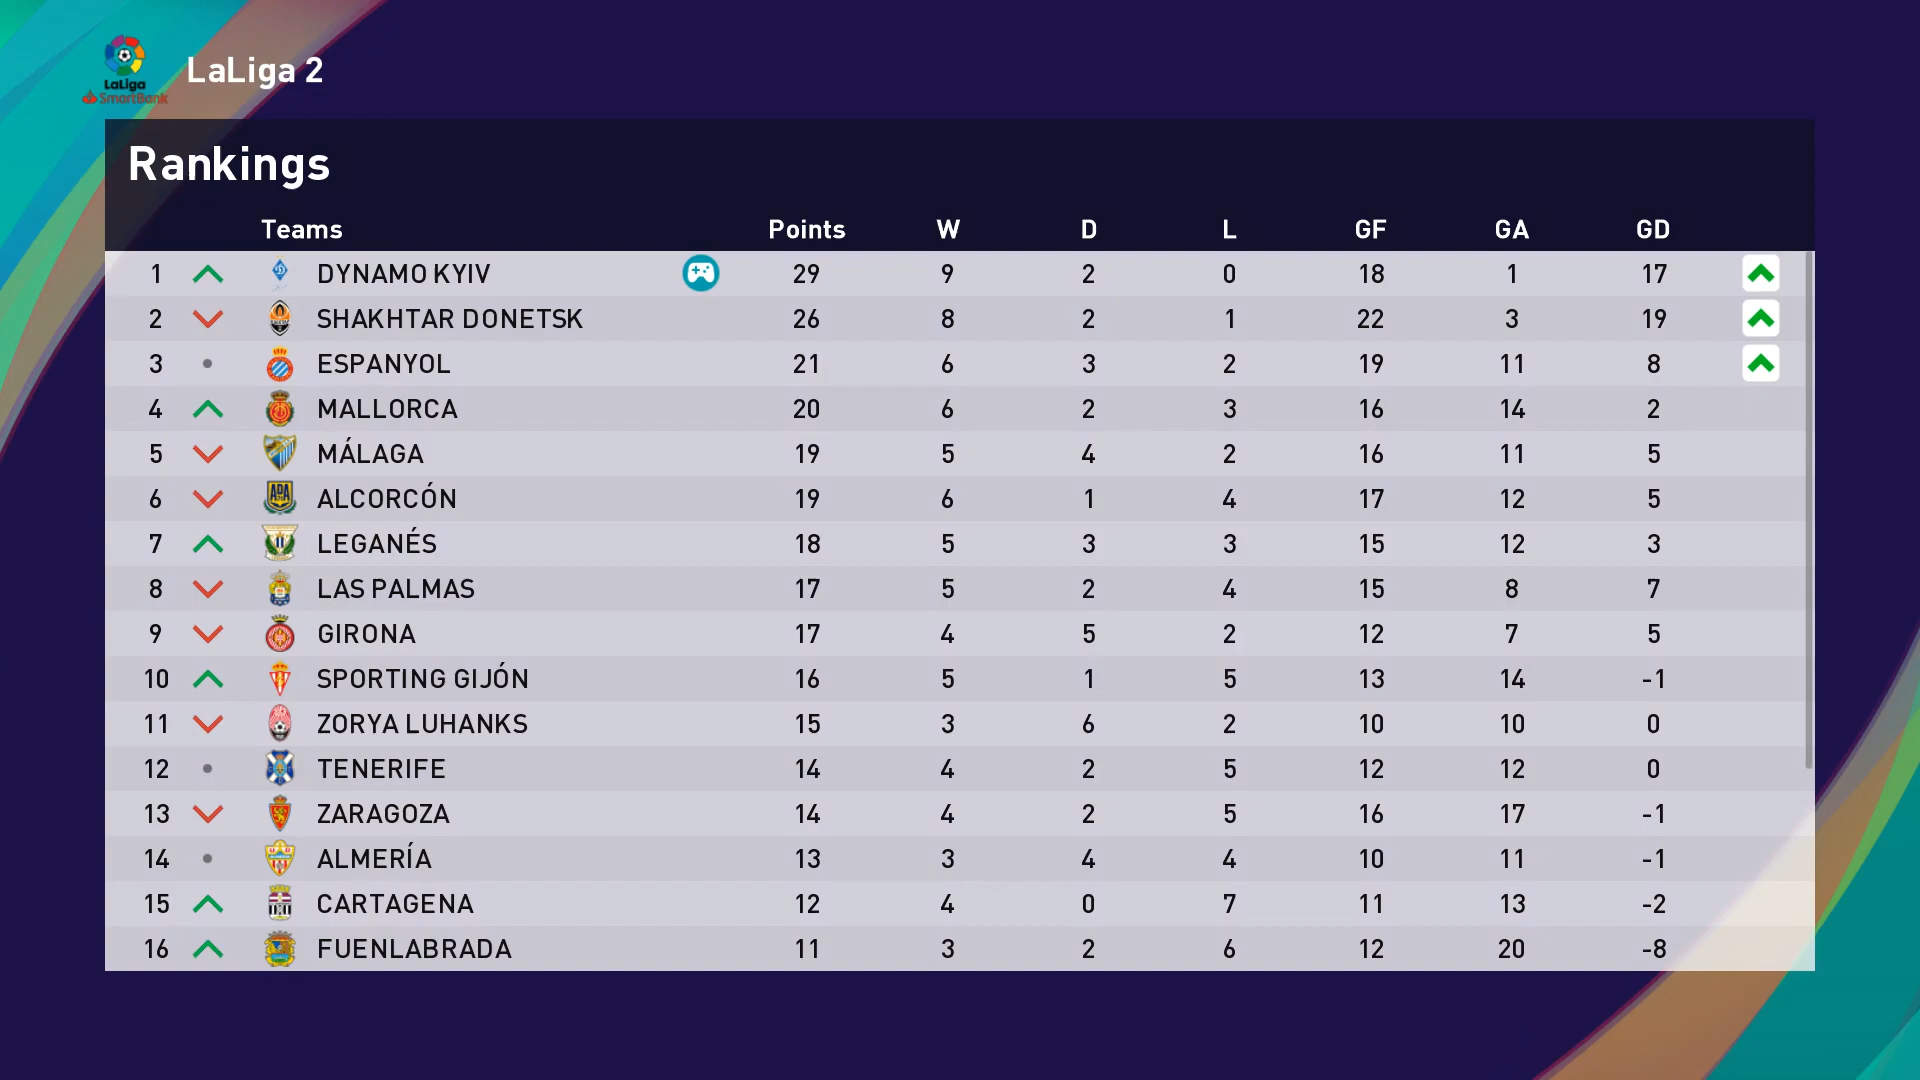 LaLiga
SmartBank
LaLiga 2
Rankings
Teams Points W D L GF GA GD
1 DYNAMO KYIV 29 9 2 0 18 1 17
2 SHAKHTAR DONETSK 26 8 2 1 22 3 19
3 ESPANYOL 21 6 3 2 19 11 8
4 MALLORCA 20 6 2 3 16 14 2
5 MÁLAGA 19 5 4 2 16 11 5
6 ALCORCÓN 19 6 1 4 17 12 5
7 LEGANÉS 18 5 3 3 15 12 3
8 LAS PALMAS 17 5 2 4 15 8 7
9 GIRONA 17 4 5 2 12 7 5
10 SPORTING GIJÓN 16 5 1 5 13 14 -1
11 ZORYA LUHANKS 15 3 6 2 10 10 0
12 TENERIFE 14 4 2 5 12 12 0
13 ZARAGOZA 14 4 2 5 16 17 -1
14 ALMERÍA 13 3 4 4 10 11 -1
15 CARTAGENA 12 4 0 7 11 13 -2
16 FUENLABRADA 11 3 2 6 12 20 -8